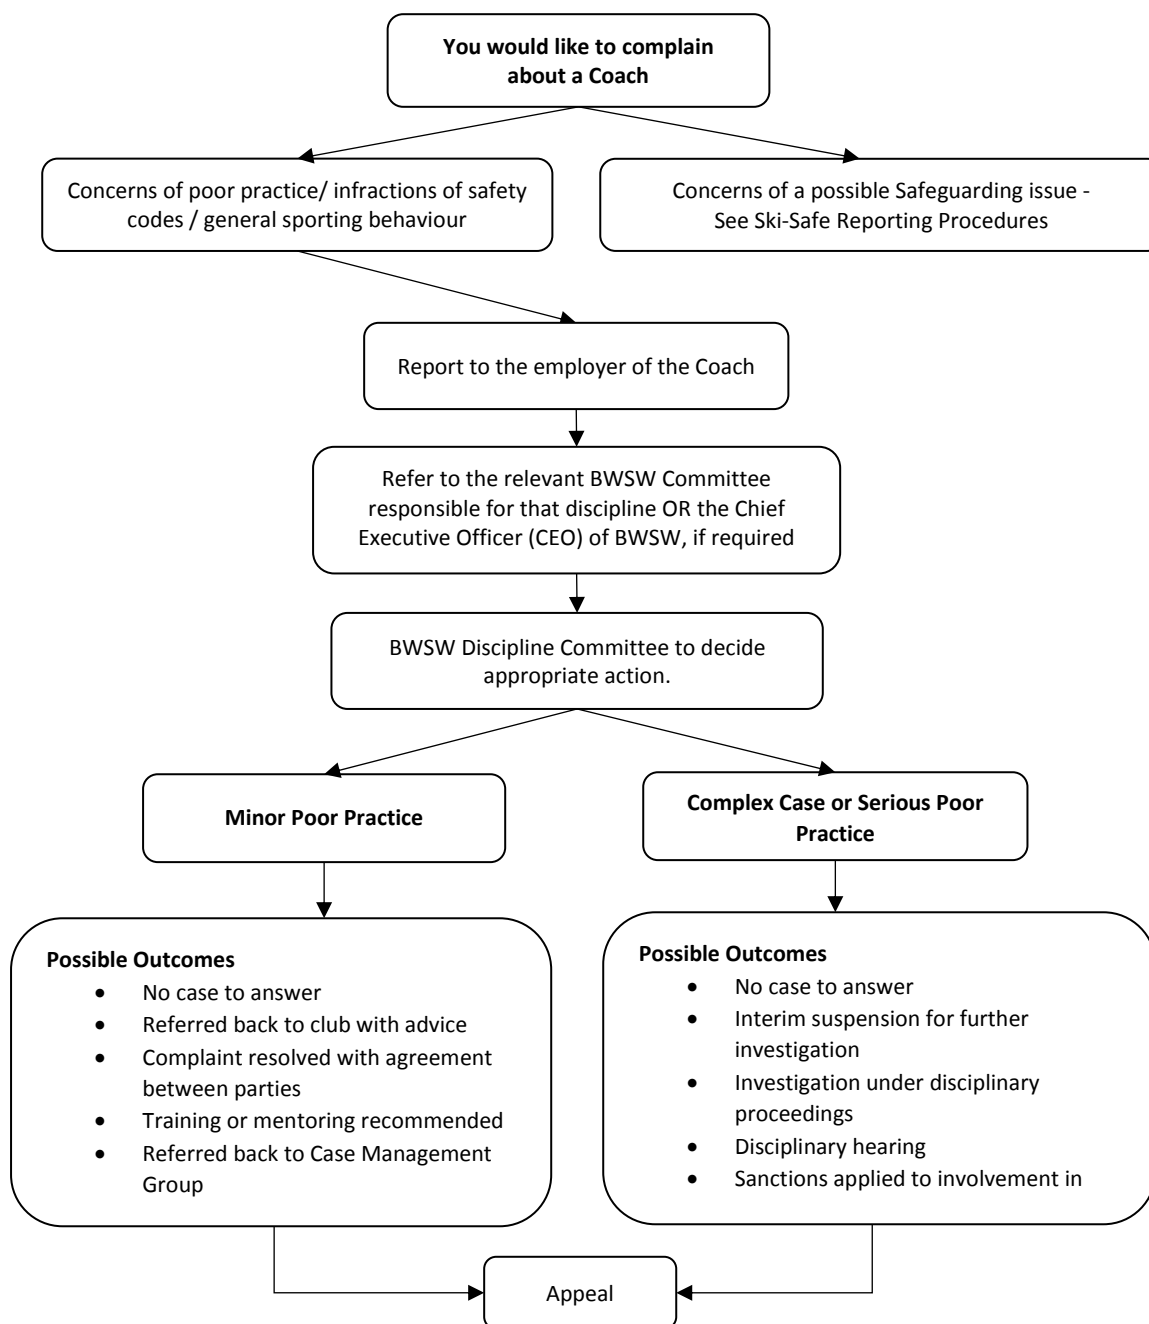 You would like to complain
about a Coach
Concerns of poor practice/ infractions of safety
codes / general sporting behaviour
Concerns of a possible Safeguarding issue -
See Ski-Safe Reporting Procedures
Report to the employer of the Coach
Refer to the relevant BWSW Committee
responsible for that discipline OR the Chief
Executive Officer (CEO) of BWSW, if required
BWSW Discipline Committee to decide
appropriate action.
Minor Poor Practice
Complex Case or Serious Poor
Practice
Possible Outcomes
• No case to answer
• Referred back to club with advice
• Complaint resolved with agreement
between parties
• Training or mentoring recommended
• Referred back to Case Management
Group
Possible Outcomes
• No case to answer
• Interim suspension for further
investigation
• Investigation under disciplinary
proceedings
• Disciplinary hearing
• Sanctions applied to involvement in
Appeal